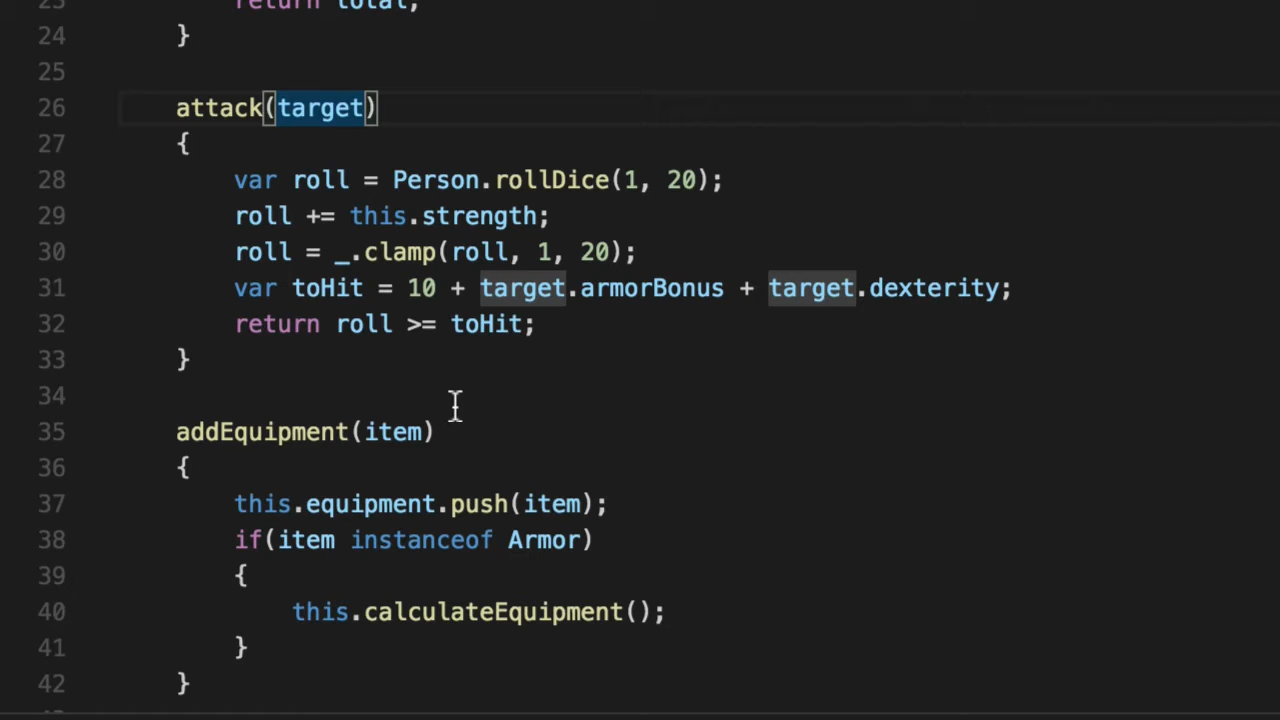 23 return total;
24 }
25
26 attack(target)
27 {
28 var roll = Person.rollDice(1, 20);
29 roll += this.strength;
30 roll = _.clamp(roll, 1, 20);
31 var toHit = 10 + target.armorBonus + target.dexterity;
32 return roll >= toHit;
33 }
34
35 addEquipment(item)
36 {
37 this.equipment.push(item);
38 if(item instanceof Armor)
39 {
40 this.calculateEquipment();
41 }
42 }